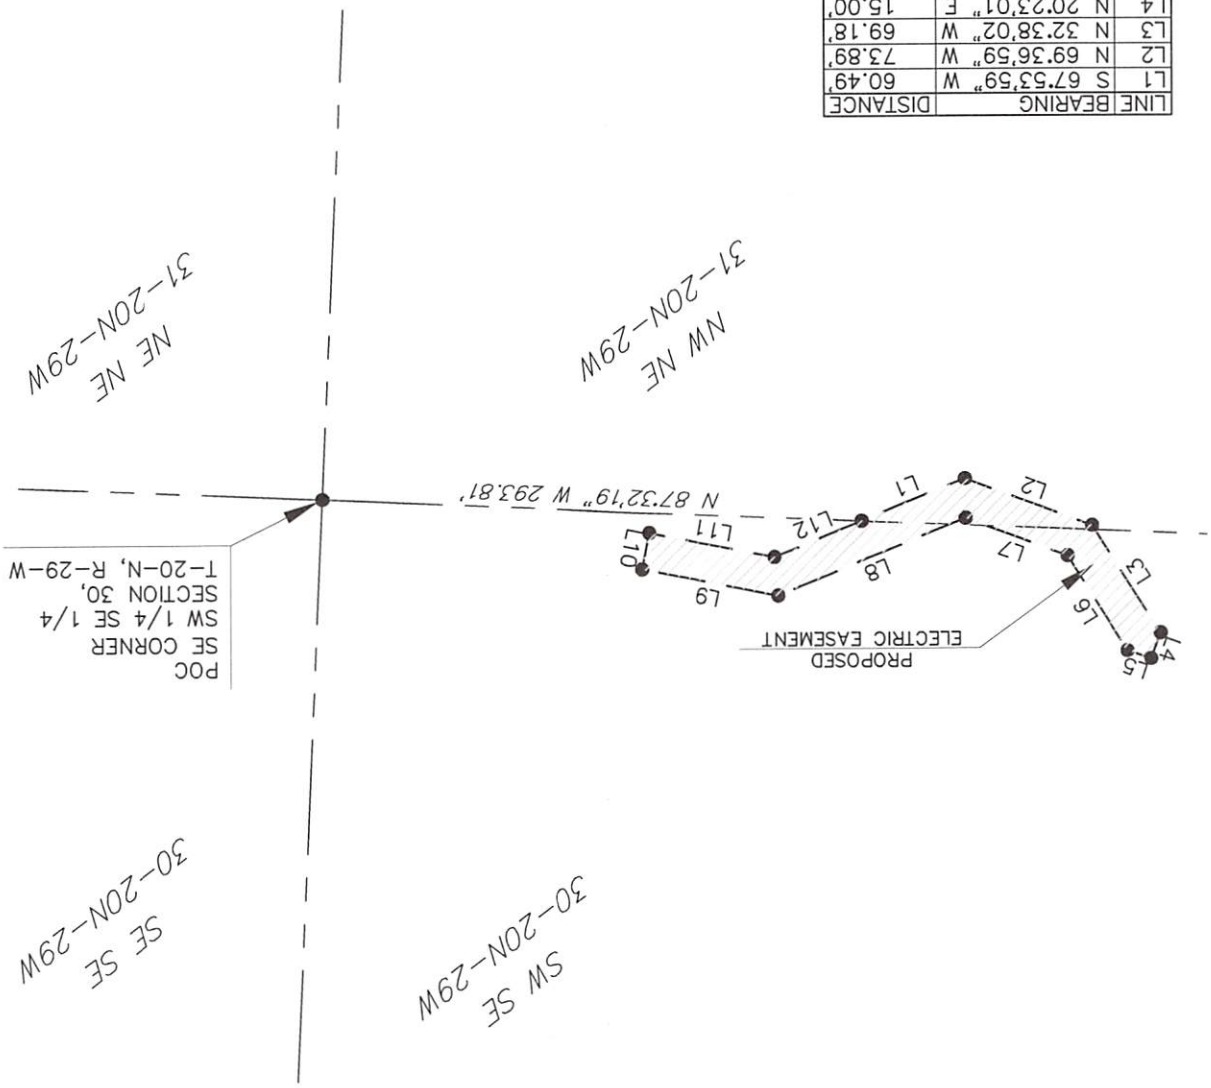 SW SE
30-20N-29W
SE SE
30-20N-29W
POC
SE CORNER
SW 1/4 SE 1/4
SECTION 30,
T-20-N, R-29-W
PROPOSED
ELECTRIC EASEMENT
L4
L5
L3
L6
L7
L8
L9
L10
L11
L12
L1
L2
N 87°32'19" W 293.81'
NW NE
31-20N-29W
NE NE
31-20N-29W
LINE BEARING DISTANCE
L1 S 67°53'59" W 60.49'
L2 N 69°36'59" W 73.89'
L3 N 32°38'02" W 69.18'
L4 N 20°23'01" E 15.00'